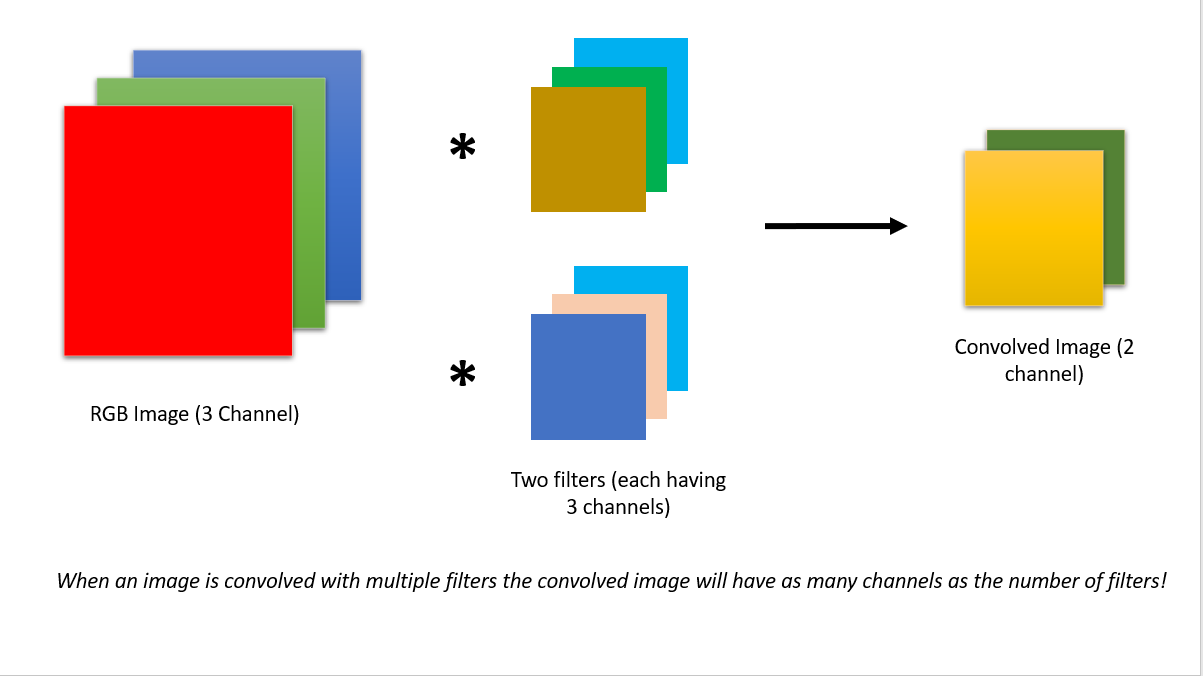 *
*
RGB Image (3 Channel)
Two filters (each having
3 channels)
Convolved Image (2
channel)
When an image is convolved with multiple filters the convolved image will have as many channels as the number of filters!